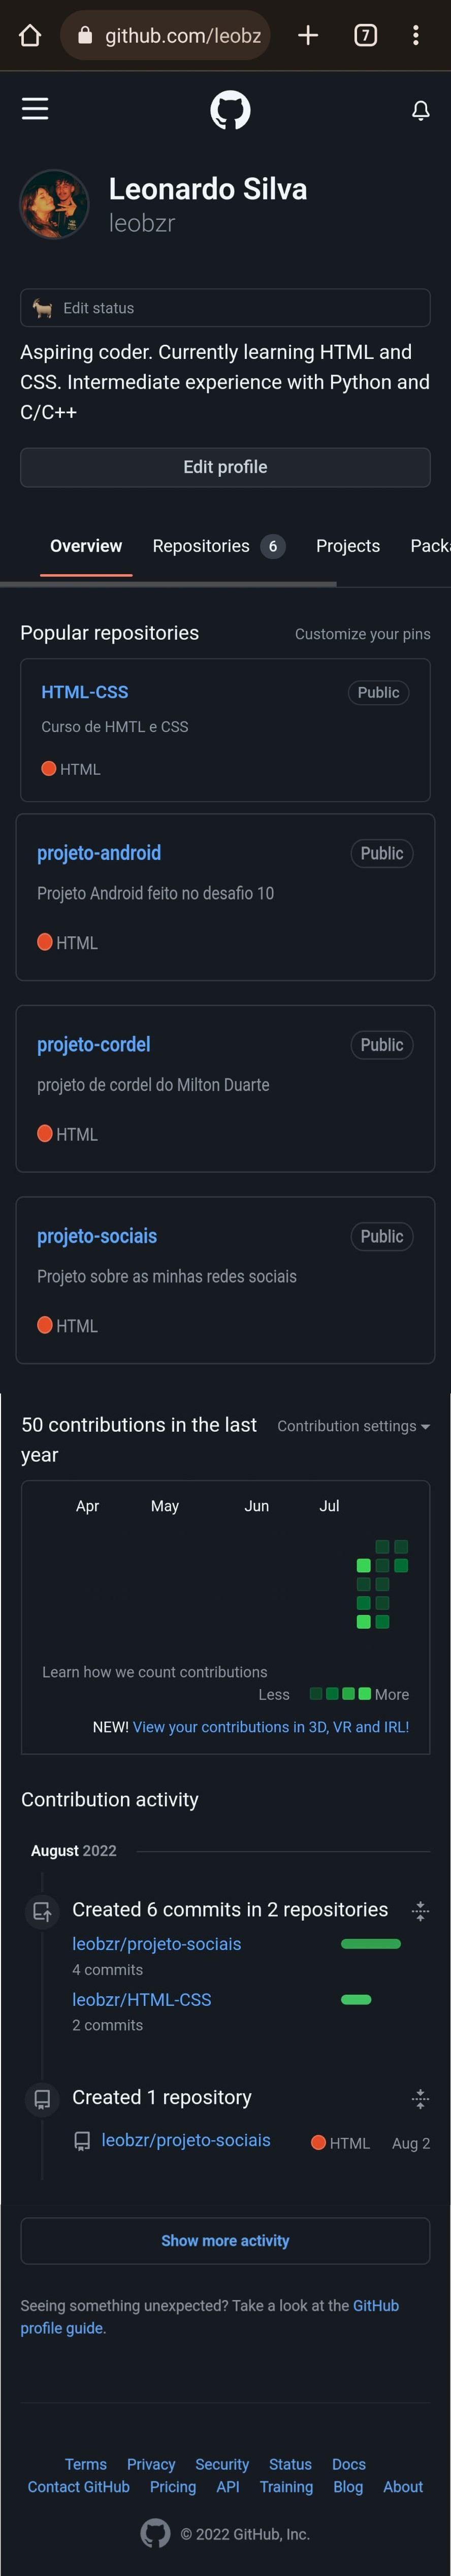 github.com/leobz
7
Leonardo Silva
leobzr
Edit status
Aspiring coder. Currently learning HTML and
CSS. Intermediate experience with Python and
C/C++
Edit profile
Overview Repositories 6 Projects Packa
Popular repositories Customize your pins
HTML-CSS Public
Curso de HMTL e CSS
HTML
projeto-android Public
Projeto Android feito no desafio 10
HTML
projeto-cordel Public
projeto de cordel do Milton Duarte
HTML
projeto-sociais Public
Projeto sobre as minhas redes sociais
HTML
50 contributions in the last Contribution settings
year
Apr May Jun Jul
Learn how we count contributions
Less More
NEW! View your contributions in 3D, VR and IRL!
Contribution activity
August 2022
Created 6 commits in 2 repositories
leobzr/projeto-sociais
4 commits
leobzr/HTML-CSS
2 commits
Created 1 repository
leobzr/projeto-sociais HTML Aug 2
Show more activity
Seeing something unexpected? Take a look at the GitHub
profile guide.
Terms Privacy Security Status Docs
Contact GitHub Pricing API Training Blog About
© 2022 GitHub, Inc.